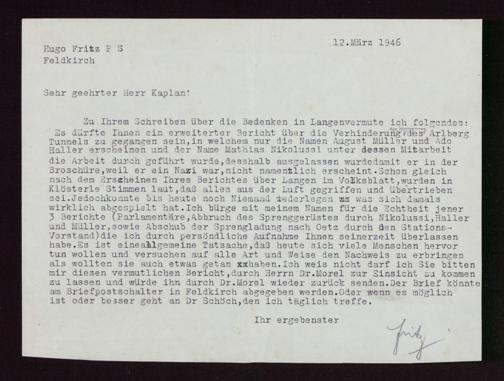 Hugo Fritz P S
12.März 1946
Feldkirch
Sehr geehrter Herr Kaplan!
Zu Ihrem Schreiben über die Bedenken in Langenvermute ich folgendes:
Es dürfte Ihnen ein erweiterter Bericht über die Verhinderung des Arlberg
Tunnels zu gegangen sein,in welchem nur die Namen August Müller und Ado
Haller erscheinen und der Name Mathias Nikolussi unter dessen Mitarbeit
die Arbeit durch geführt wurde,desshalb ausgelassen wurdedamit er in der
Broschüre,weil er ein Nazi war,nicht namentlich erscheint.Schon gleich
nach dem Erscheinen Ihres Berichtes über Langen im Volksblatt,wurden in
Klösterle Stimmen laut,daß alles aus der Luft gegriffen und übertrieben
sei.Jedochkonnte bis heute noch Niemand wederlegen was sich damals
wirklich abgespielt hat.Ich bürge mit meinem Namen für die Echtheit jener
3 Berichte (Parlamentäre,Abbruch des Sprenggerüstes durch Nikolussi,Haller
und Müller,sowie Abschub der Sprengladung nach Oetz durch den Stations-
Vorstand)die ich durch persöndliche Aufnahme Ihnen seinerzeit überlassen
habe.Es ist eineahlgemeine Tatsache,daß heute sich viele Menschen hervor
tun wollen und versuchen auf alle Art und Weise den Nachweis zu erbringen
als wollten sie auch etwas getan haben.Ich weis nicht darf ich Sie bitten
mir diesen vermutlichen Bericht,durch Herrn Dr.Morel zur Einsicht zu kommen
zu lassen und würde ihn durch Dr.Morel wieder zurück senden.Der Brief könnte
am Briefpostschalter in Feldkirch abgegeben werden.Oder wenn es möglich
ist oder besser geht an Dr Schöch,den ich täglich treffe.
Ihr ergebenster
Fritz